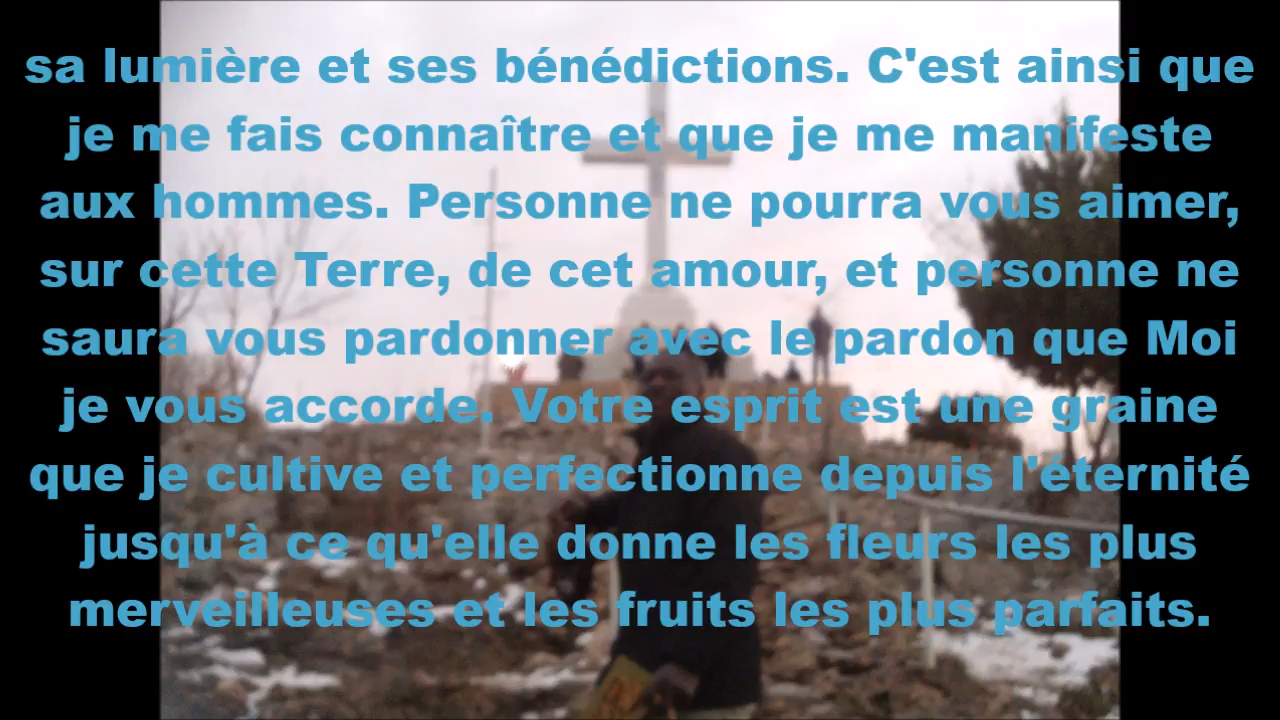 sa lumière et ses bénédictions. C'est ainsi que
je me fais connaître et que je me manifeste
aux hommes. Personne ne pourra vous aimer,
sur cette Terre, de cet amour, et personne ne
saura vous pardonner avec le pardon que Moi
je vous accorde. Votre esprit est une graine
que je cultive et perfectionne depuis l'éternité
jusqu'à ce qu'elle donne les fleurs les plus
merveilleuses et les fruits les plus parfaits.